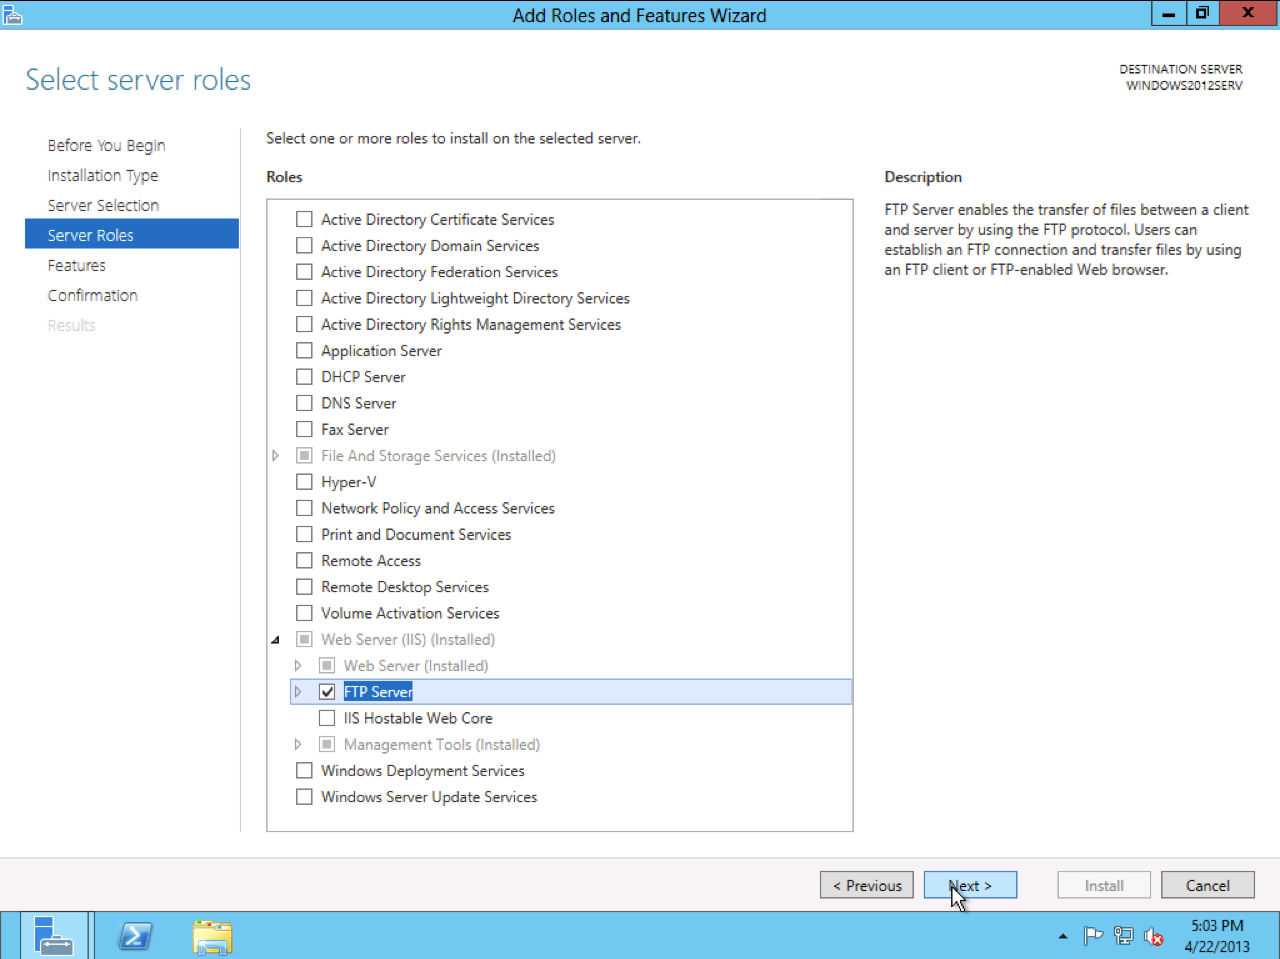 Add Roles and Features Wizard
Select server roles
DESTINATION SERVER
WINDOWS2012SERV
Before You Begin
Installation Type
Server Selection
Server Roles
Features
Confirmation
Results
Select one or more roles to install on the selected server.
Roles
Active Directory Certificate Services
Active Directory Domain Services
Active Directory Federation Services
Active Directory Lightweight Directory Services
Active Directory Rights Management Services
Application Server
DHCP Server
DNS Server
Fax Server
File And Storage Services (Installed)
Hyper-V
Network Policy and Access Services
Print and Document Services
Remote Access
Remote Desktop Services
Volume Activation Services
Web Server (IIS) (Installed)
Web Server (Installed)
FTP Server
IIS Hostable Web Core
Management Tools (Installed)
Windows Deployment Services
Windows Server Update Services
Description
FTP Server enables the transfer of files between a client
and server by using the FTP protocol. Users can
establish an FTP connection and transfer files by using
an FTP client or FTP-enabled Web browser.
< Previous
Next >
Install
Cancel
5:03 PM
4/22/2013